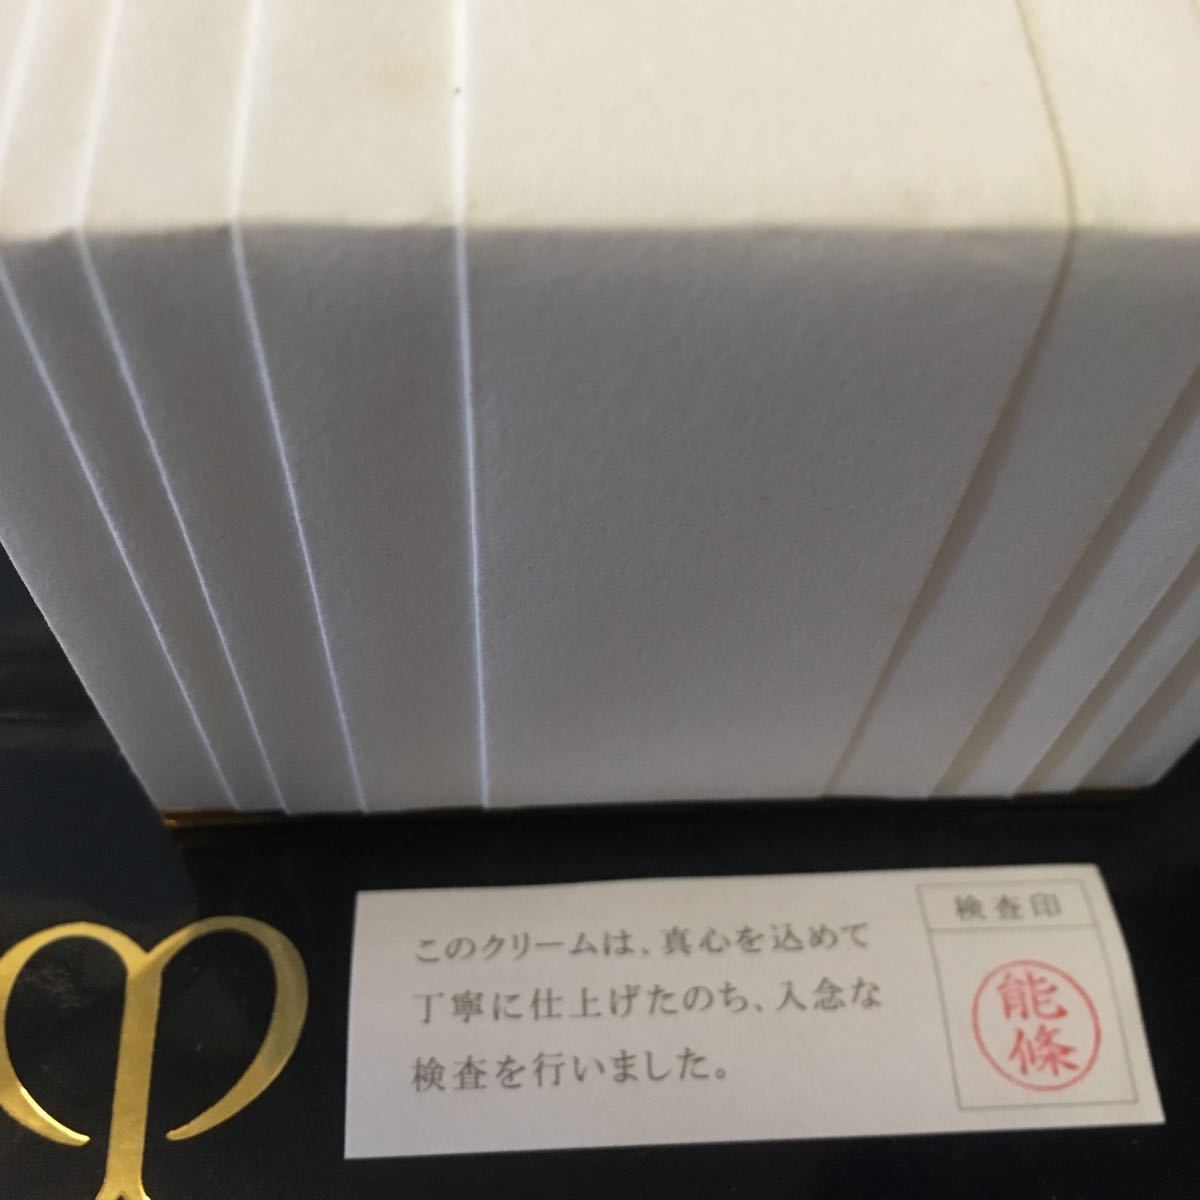 このクリームは、真心を込めて
丁寧に仕上げたのち、入念な
検査を行いました。
検査印
能條